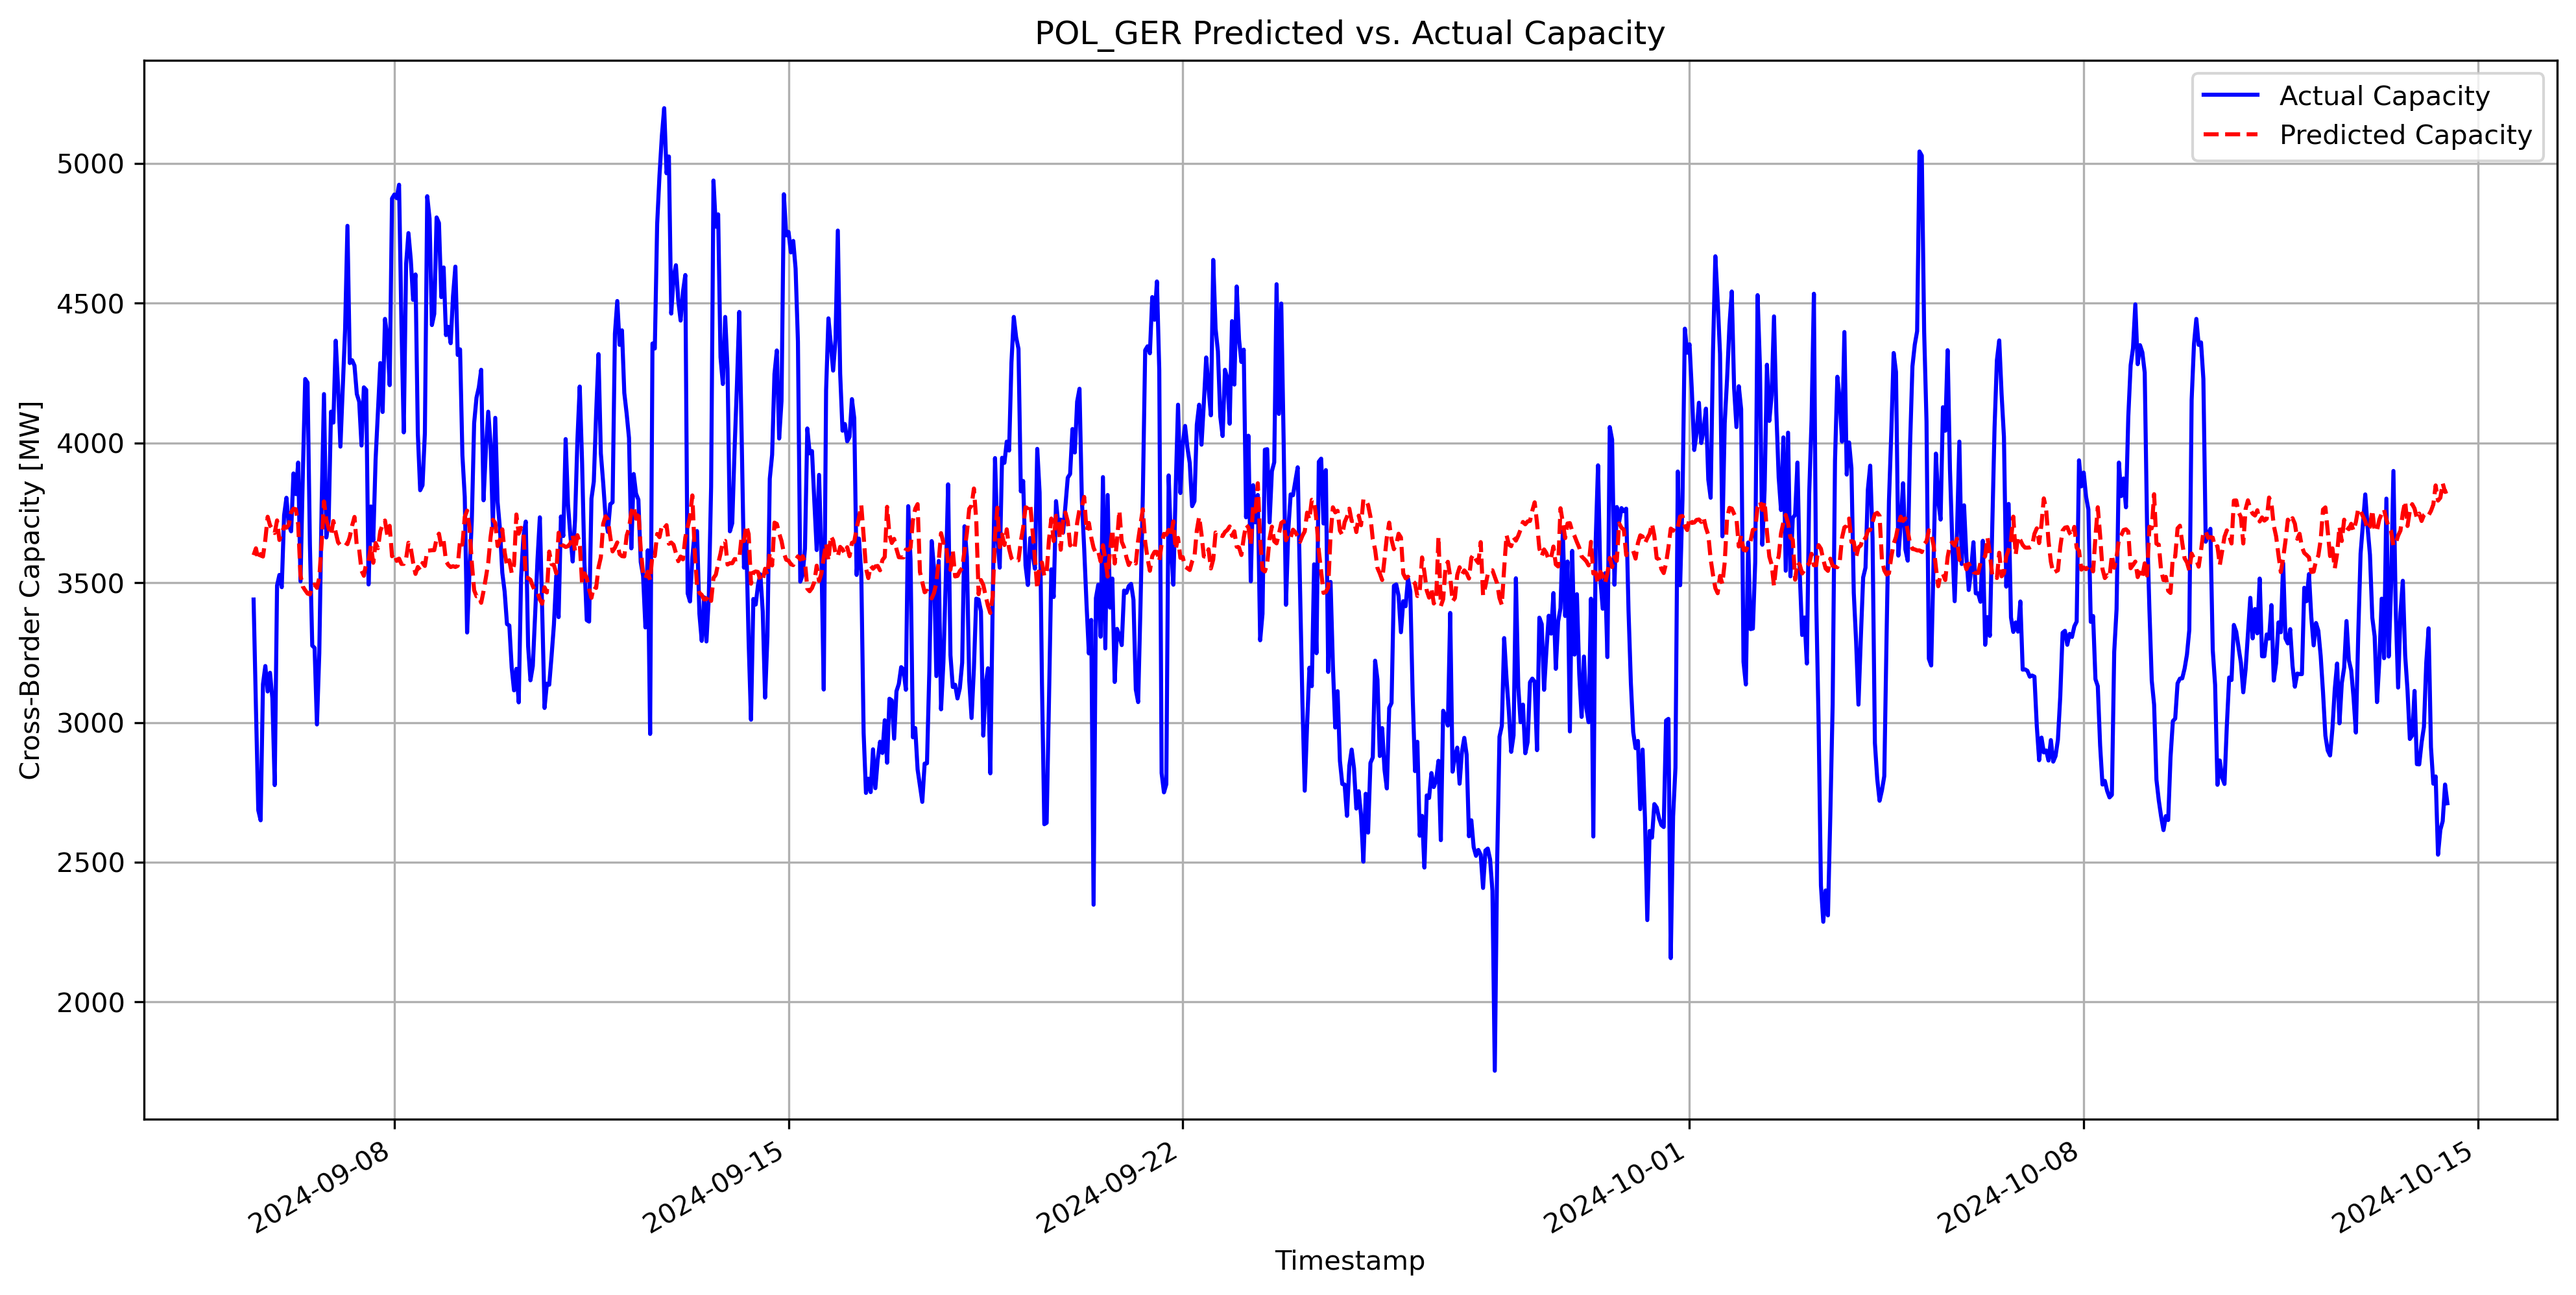 POL_GER Predicted vs. Actual Capacity
Actual Capacity
Predicted Capacity
Cross-Border Capacity [MW]
5000
4500
4000
3500
3000
2500
2000
2024-09-08
2024-09-15
2024-09-22
2024-10-01
2024-10-08
2024-10-15
Timestamp